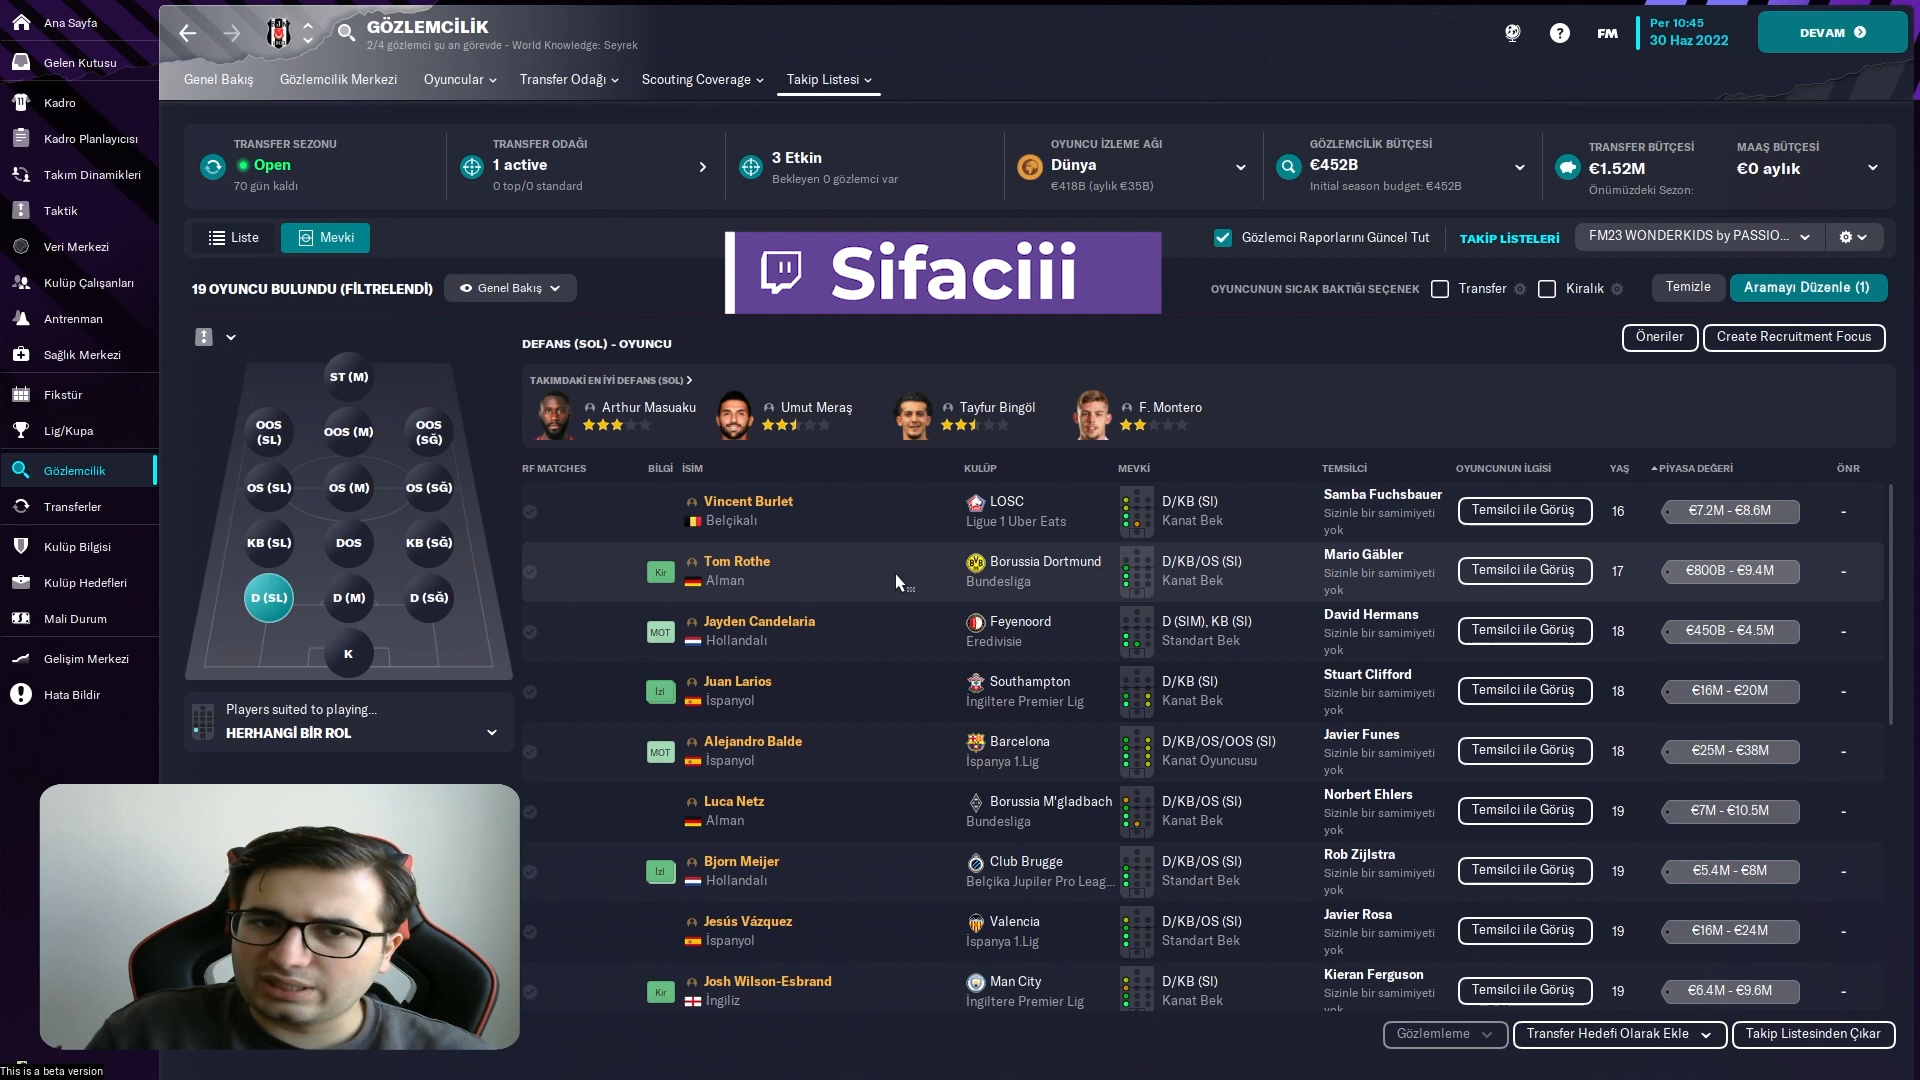 Ana Sayfa
Gelen Kutusu
Kadro
Kadro Planlayıcısı
Takım Dinamikleri
Taktik
Veri Merkezi
Kulüp Çalışanları
Antrenman
Sağlık Merkezi
Fikstür
Lig/Kupa
Gözlemcilik
Transferler
Kulüp Bilgisi
Kulüp Hedefleri
Mali Durum
Gelişim Merkezi
Hata Bildir
This is a beta version
GÖZLEMCİLİK
2/4 gözlemci şu an görevde - World Knowledge: Seyrek
FM
Per 10:45
30 Haz 2022
DEVAM
Genel Bakış
Gözlemcilik Merkezi
Oyuncular
Transfer Odağı
Scouting Coverage
Takip Listesi
TRANSFER SEZONU
Open
70 gün kaldı
TRANSFER ODAĞI
1 active
0 top/0 standard
3 Etkin
Bekleyen 0 gözlemci var
OYUNCU İZLEME AĞI
Dünya
€418B (aylık €35B)
GÖZLEMCİLİK BÜTÇESİ
€452B
Initial season budget: €452B
TRANSFER BÜTÇESİ
€1.52M
Önümüzdeki Sezon:
MAAŞ BÜTÇESİ
€0 aylık
Liste
Mevki
Sifaciii
Gözlemci Raporlarını Güncel Tut
TAKİP LİSTELERİ
FM23 WONDERKIDS by PASSIO...
19 OYUNCU BULUNDU (FİLTRELENDİ)
Genel Bakış
OYUNCUNUN SICAK BAKTIĞI SEÇENEK
Transfer
Kiralık
Temizle
Aramayı Düzenle (1)
ST (M)
OOS (SL)
OOS (M)
OOS (SĞ)
OS (SL)
OS (M)
OS (SĞ)
KB (SL)
DOS
KB (SĞ)
D (SL)
D (M)
D (SĞ)
K
Players suited to playing...
HERHANGİ BİR ROL
DEFANS (SOL) - OYUNCU
Öneriler
Create Recruitment Focus
TAKIMDAKİ EN İYİ DEFANS (SOL)
Arthur Masuaku
Umut Meraş
Tayfur Bingöl
F. Montero
RF MATCHES BİLGİ İSİM KULÜP MEVKİ TEMSİLCİ OYUNCUNUN İLGİSİ YAŞ PİYASA DEĞERİ ÖNR
Vincent Burlet LOSC D/KB (Sl) Samba Fuchsbauer Temsilci ile Görüş 16 €7.2M - €8.6M -
Belçikalı Ligue 1 Uber Eats Kanat Bek Sizinle bir samimiyeti yok
Kir Tom Rothe Borussia Dortmund D/KB/OS (Sl) Mario Gäbler Temsilci ile Görüş 17 €800B - €9.4M -
Alman Bundesliga Kanat Bek Sizinle bir samimiyeti yok
MOT Jayden Candelaria Feyenoord D (SlM), KB (Sl) David Hermans Temsilci ile Görüş 18 €450B - €4.5M -
Hollandalı Eredivisie Standart Bek Sizinle bir samimiyeti yok
İzl Juan Larios Southampton D/KB (Sl) Stuart Clifford Temsilci ile Görüş 18 €16M - €20M -
İspanyol İngiltere Premier Lig Kanat Bek Sizinle bir samimiyeti yok
MOT Alejandro Balde Barcelona D/KB/OS/OOS (Sl) Javier Funes Temsilci ile Görüş 18 €25M - €38M -
İspanyol İspanya 1.Lig Kanat Oyuncusu Sizinle bir samimiyeti yok
Luca Netz Borussia M'gladbach D/KB/OS (Sl) Norbert Ehlers Temsilci ile Görüş 19 €7M - €10.5M -
Alman Bundesliga Kanat Bek Sizinle bir samimiyeti yok
İzl Bjorn Meijer Club Brugge D/KB/OS (Sl) Rob Zijlstra Temsilci ile Görüş 19 €5.4M - €8M -
Hollandalı Belçika Jupiler Pro Leag... Standart Bek Sizinle bir samimiyeti yok
Jesús Vázquez Valencia D/KB/OS (Sl) Javier Rosa Temsilci ile Görüş 19 €16M - €24M -
İspanyol İspanya 1.Lig Standart Bek Sizinle bir samimiyeti yok
Kir Josh Wilson-Esbrand Man City D/KB (Sl) Kieran Ferguson Temsilci ile Görüş 19 €6.4M - €9.6M -
İngiliz İngiltere Premier Lig Kanat Bek Sizinle bir samimiyeti yok
Gözlemleme
Transfer Hedefi Olarak Ekle
Takip Listesinden Çıkar